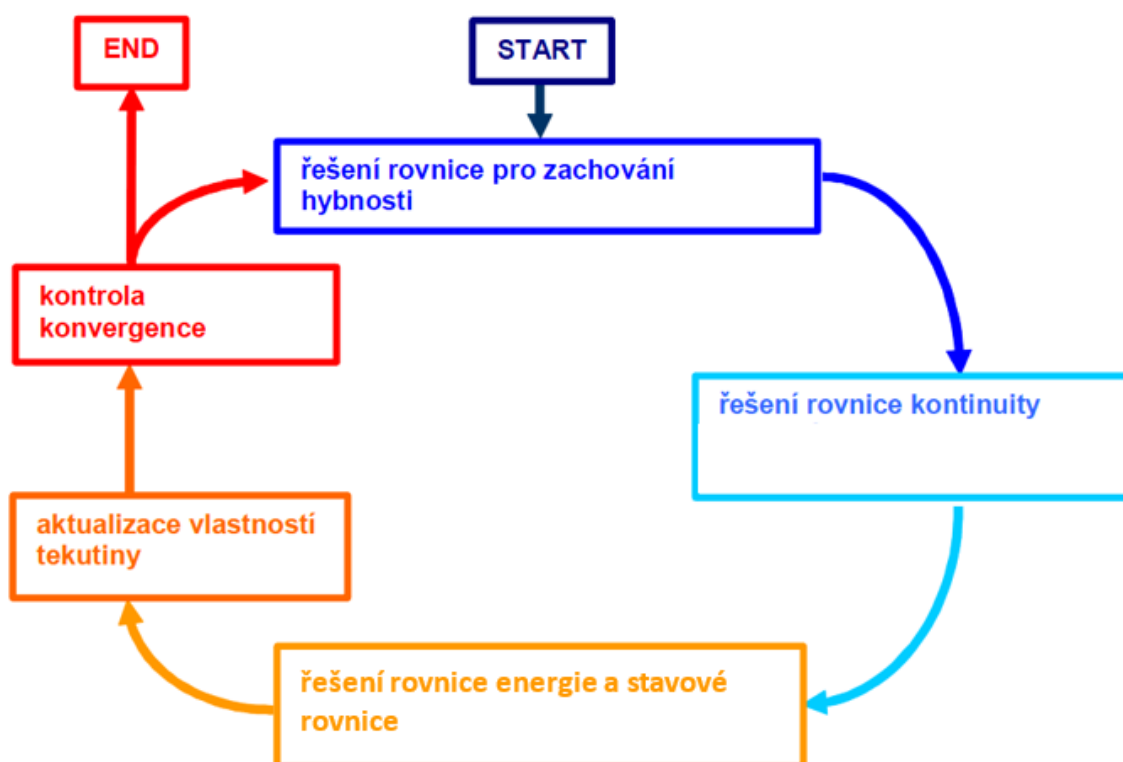 END
START
řešení rovnice pro zachování
hybnosti
kontrola
konvergence
řešení rovnice kontinuity
aktualizace vlastností
tekutiny
řešení rovnice energie a stavové
rovnice